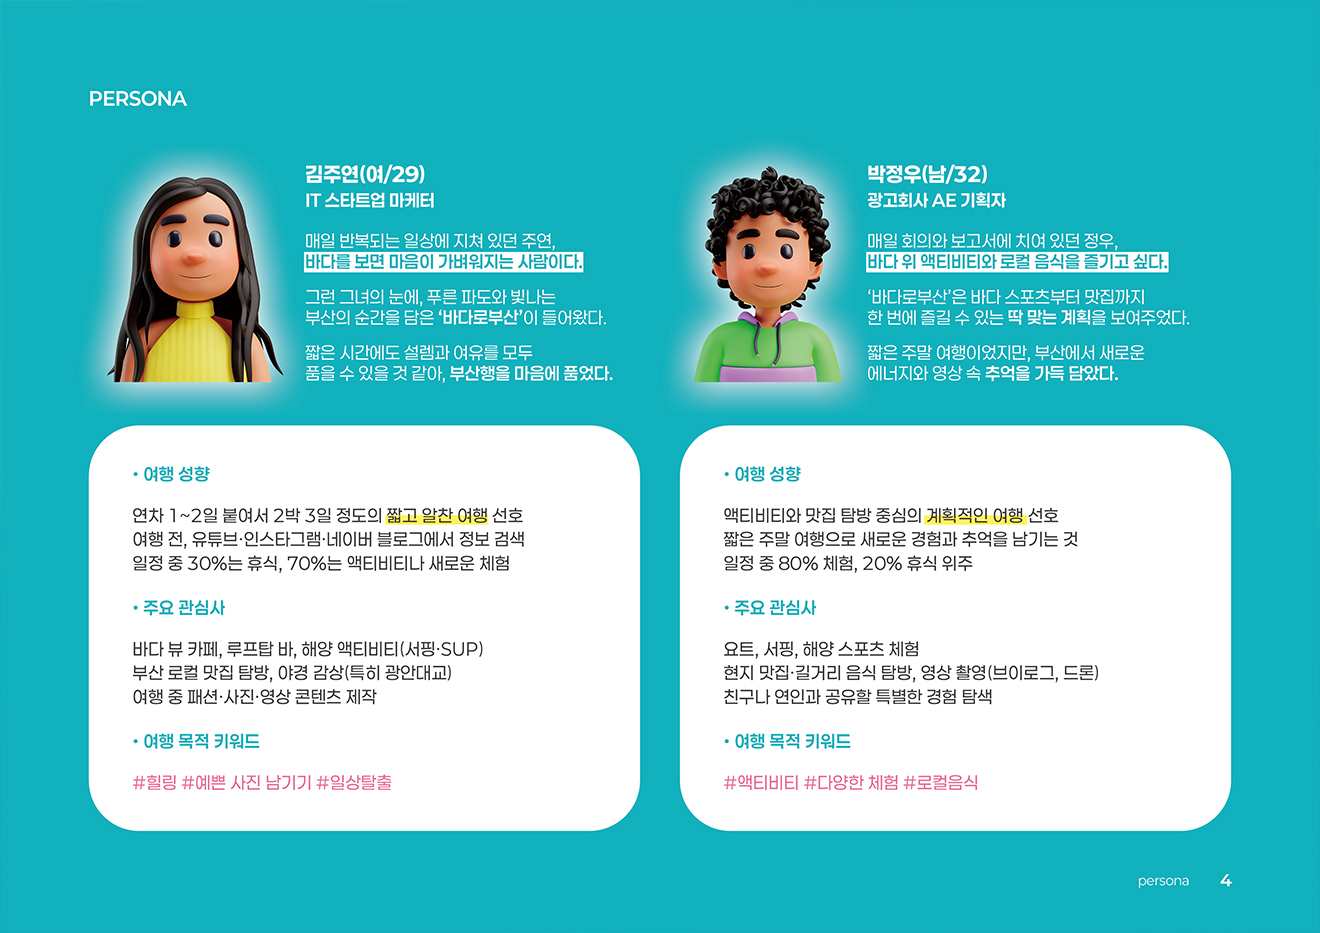 PERSONA
김주연(여/29)
IT 스타트업 마케터
매일 반복되는 일상에 지쳐 있던 주연,
바다를 보면 마음이 가벼워지는 사람이다.
그런 그녀의 눈에, 푸른 파도와 빛나는
부산의 순간을 담은 ‘바다로부산’이 들어왔다.
짧은 시간에도 설렘과 여유를 모두
품을 수 있을 것 같아, 부산행을 마음에 품었다.
• 여행 성향
연차 1~2일 붙여서 2박 3일 정도의 짧고 알찬 여행 선호
여행 전, 유튜브·인스타그램·네이버 블로그에서 정보 검색
일정 중 30%는 휴식, 70%는 액티비티나 새로운 체험
• 주요 관심사
바다 뷰 카페, 루프탑 바, 해양 액티비티(서핑·SUP)
부산 로컬 맛집 탐방, 야경 감상(특히 광안대교)
여행 중 패션·사진·영상 콘텐츠 제작
• 여행 목적 키워드
#힐링 #예쁜 사진 남기기 #일상탈출
박정우(남/32)
광고회사 AE 기획자
매일 회의와 보고서에 치여 있던 정우,
바다 위 액티비티와 로컬 음식을 즐기고 싶다.
‘바다로부산’은 바다 스포츠부터 맛집까지
한 번에 즐길 수 있는 딱 맞는 계획을 보여주었다.
짧은 주말 여행이었지만, 부산에서 새로운
에너지와 영상 속 추억을 가득 담았다.
• 여행 성향
액티비티와 맛집 탐방 중심의 계획적인 여행 선호
짧은 주말 여행으로 새로운 경험과 추억을 남기는 것
일정 중 80% 체험, 20% 휴식 위주
• 주요 관심사
요트, 서핑, 해양 스포츠 체험
현지 맛집·길거리 음식 탐방, 영상 촬영(브이로그, 드론)
친구나 연인과 공유할 특별한 경험 탐색
• 여행 목적 키워드
#액티비티 #다양한 체험 #로컬음식
persona 4